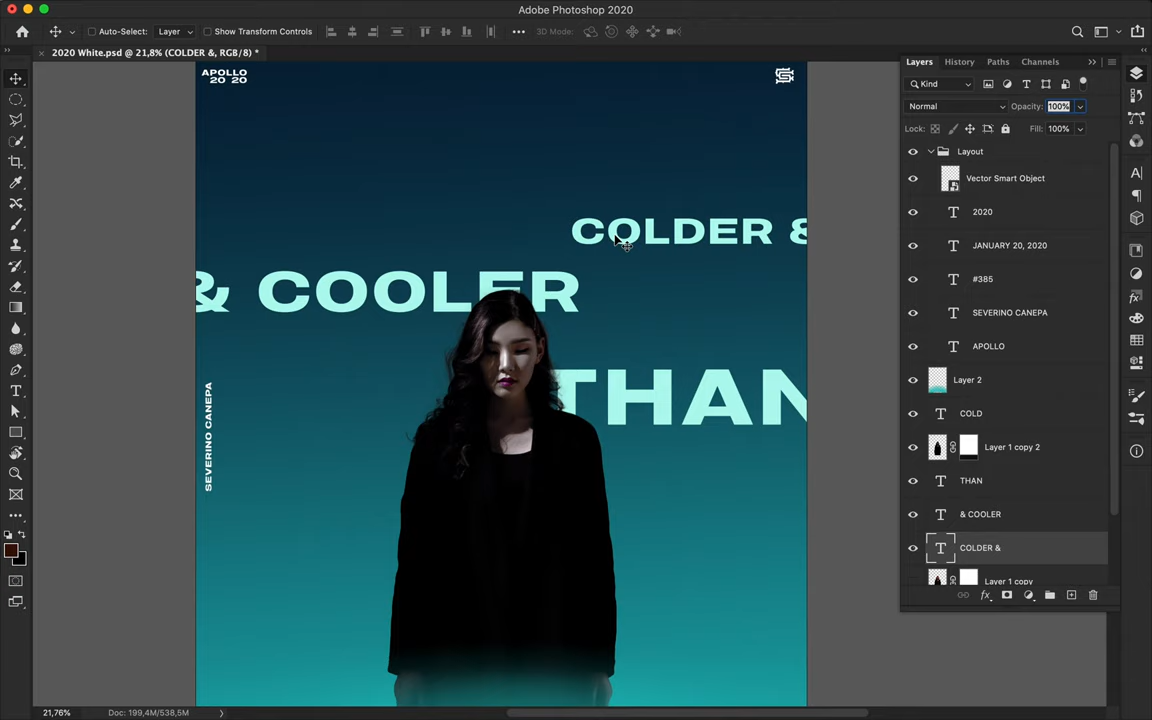 Adobe Photoshop 2020
Auto-Select: Layer Show Transform Controls 3D Mode:
2020 White.psd @ 21,8% (COLDER &, RGB/8) *
APOLLO
20 20
COLDER &
& COOLER
THAN
SEVERINO CANEPA
Layers History Paths Channels
Kind
Normal Opacity: 100%
Lock: Fill: 100%
Layout
Vector Smart Object
2020
JANUARY 20, 2020
#385
SEVERINO CANEPA
APOLLO
Layer 2
COLD
Layer 1 copy 2
THAN
& COOLER
COLDER &
Layer 1 copy
21,76% Doc: 199,4M/538,5M